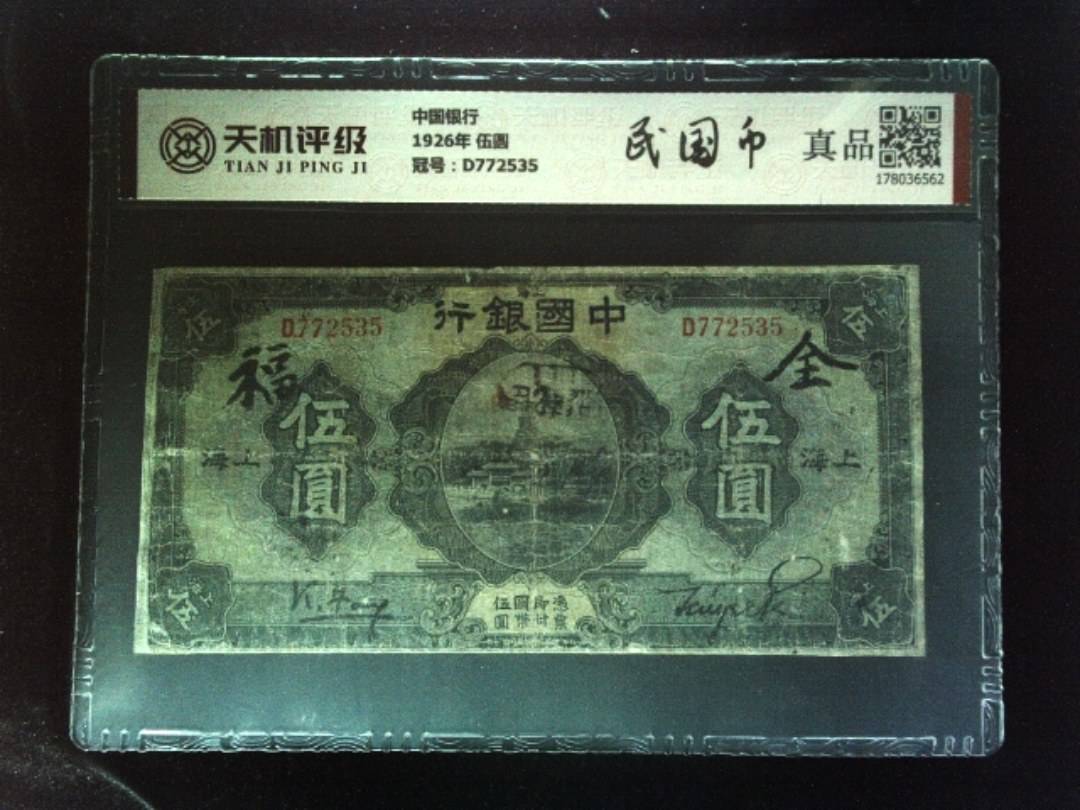 天机评级
TIAN JI PING JI
中国银行
1926年 伍圆
冠号：D772535
民国币
真品
178036562
行銀國中
D772535
D772535
福
全
伍圓
伍圓
海上
海上
伍
伍
伍
伍